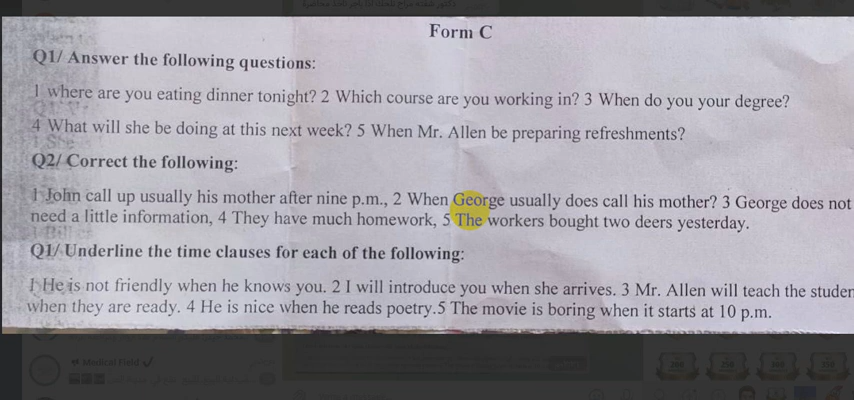 Form C
Q1/ Answer the following questions:
1 where are you eating dinner tonight? 2 Which course are you working in? 3 When do you your degree?
4 What will she be doing at this next week? 5 When Mr. Allen be preparing refreshments?
Q2/ Correct the following:
1 John call up usually his mother after nine p.m., 2 When George usually does call his mother? 3 George does not
need a little information, 4 They have much homework, 5 The workers bought two deers yesterday.
Q1/ Underline the time clauses for each of the following:
1 He is not friendly when he knows you. 2 I will introduce you when she arrives. 3 Mr. Allen will teach the studen
when they are ready. 4 He is nice when he reads poetry.5 The movie is boring when it starts at 10 p.m.
Medical Field